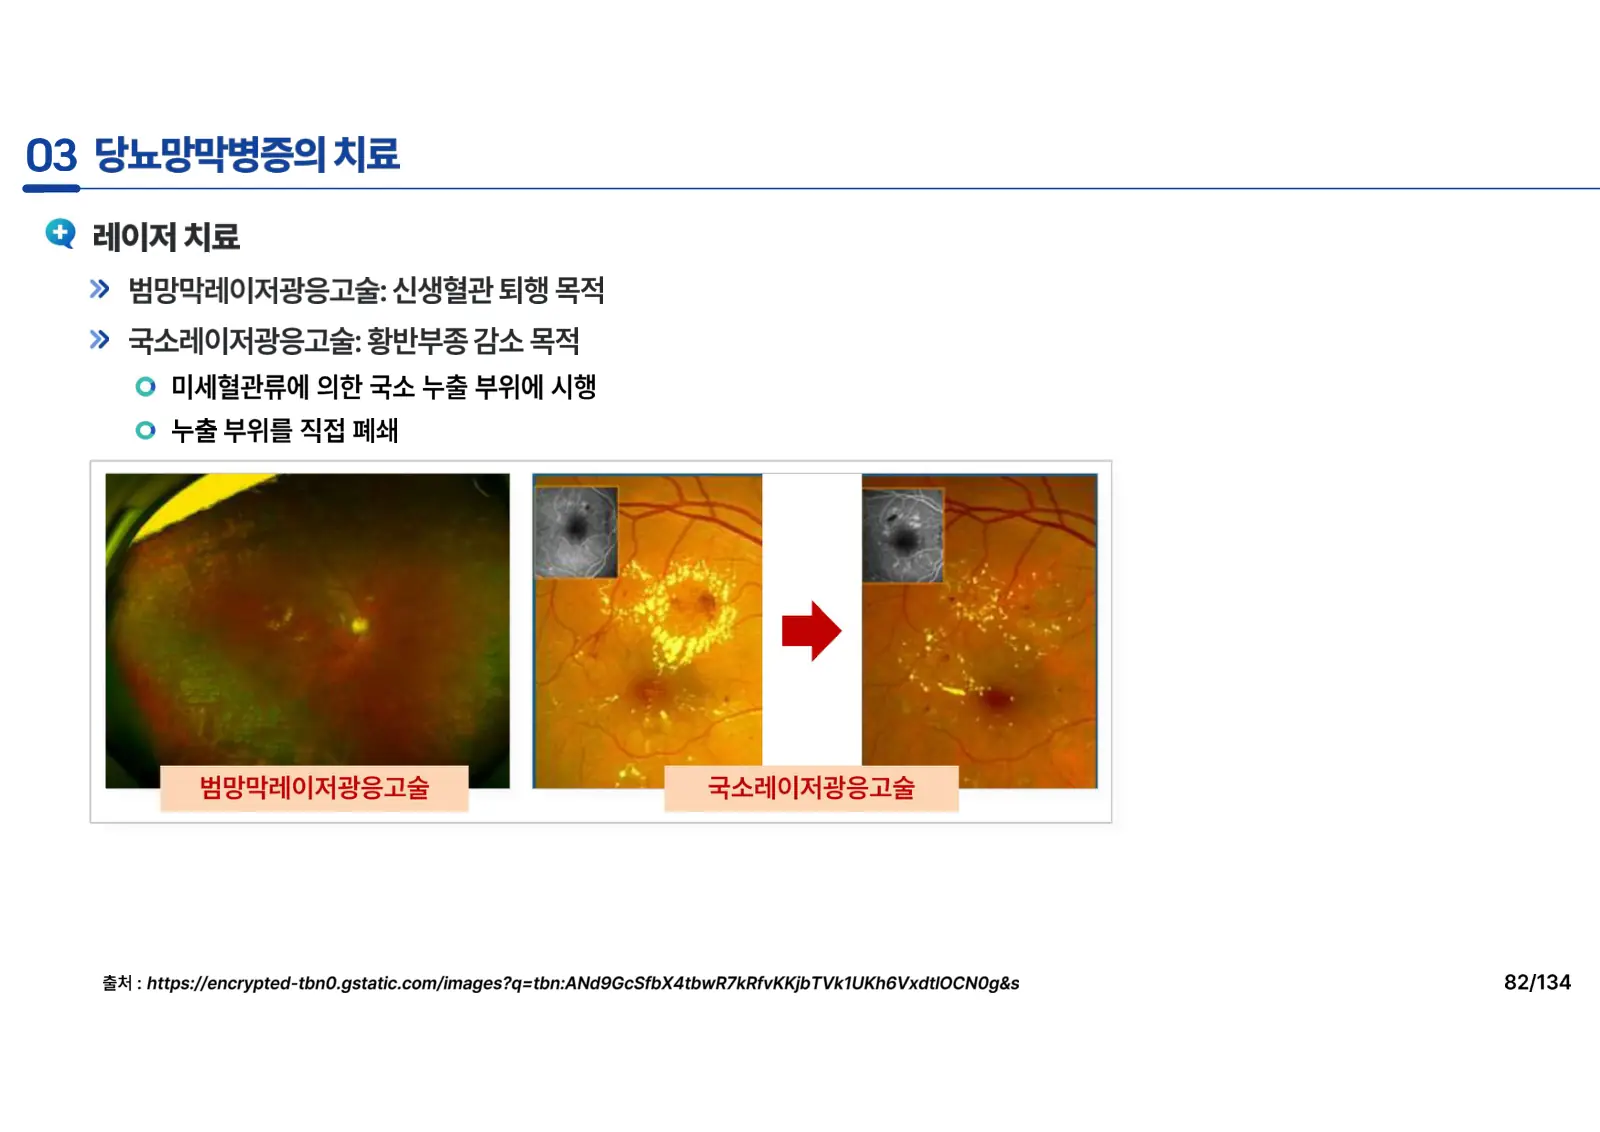 03 당뇨망막병증의 치료
레이저 치료
범망막레이저광응고술: 신생혈관 퇴행 목적
국소레이저광응고술: 황반부종 감소 목적
미세혈관류에 의한 국소 누출 부위에 시행
누출 부위를 직접 폐쇄
범망막레이저광응고술
국소레이저광응고술
출처 : https://encrypted-tbn0.gstatic.com/images?q=tbn:ANd9GcSfbX4tbwR7kRfvKKjbTVk1UKh6VxdtlOCN0g&s
82/134